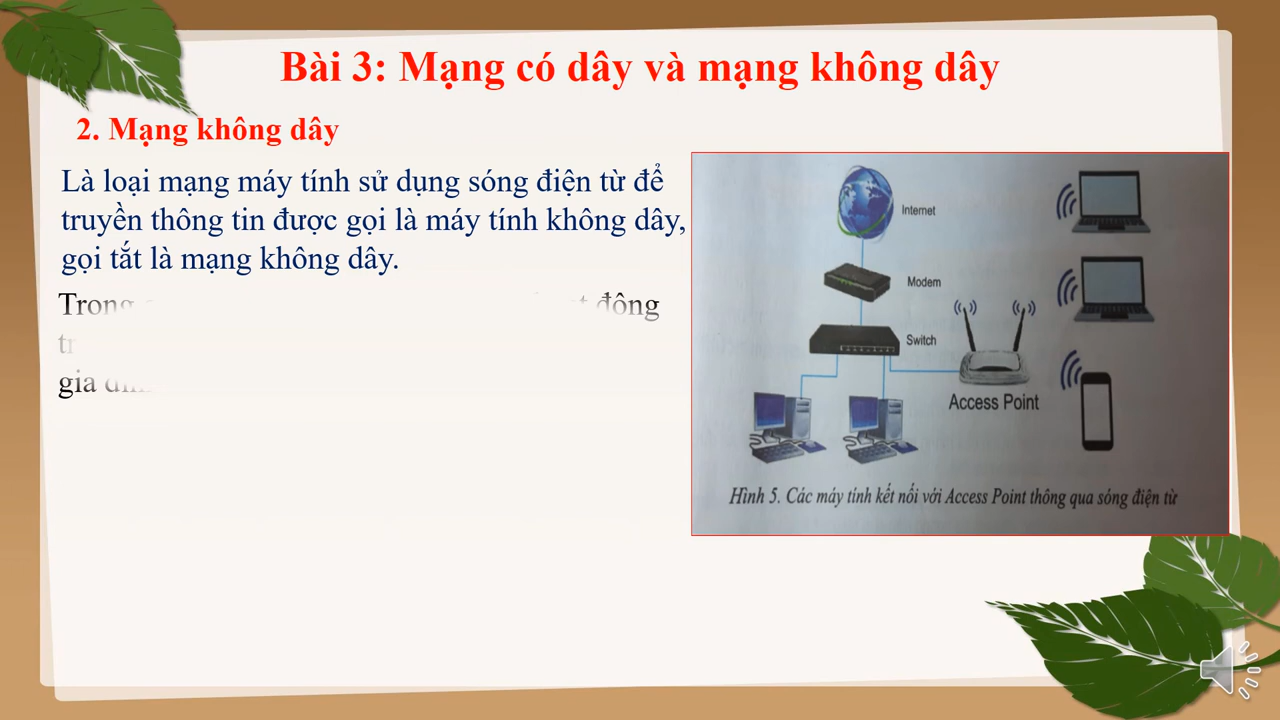 Bài 3: Mạng có dây và mạng không dây
2. Mạng không dây
Là loại mạng máy tính sử dụng sóng điện từ để
truyền thông tin được gọi là máy tính không dây,
gọi tắt là mạng không dây.
Trong động
gia
Internet
Modem
Switch
Access Point
Hình 5. Các máy tính kết nối với Access Point thông qua sóng điện từ